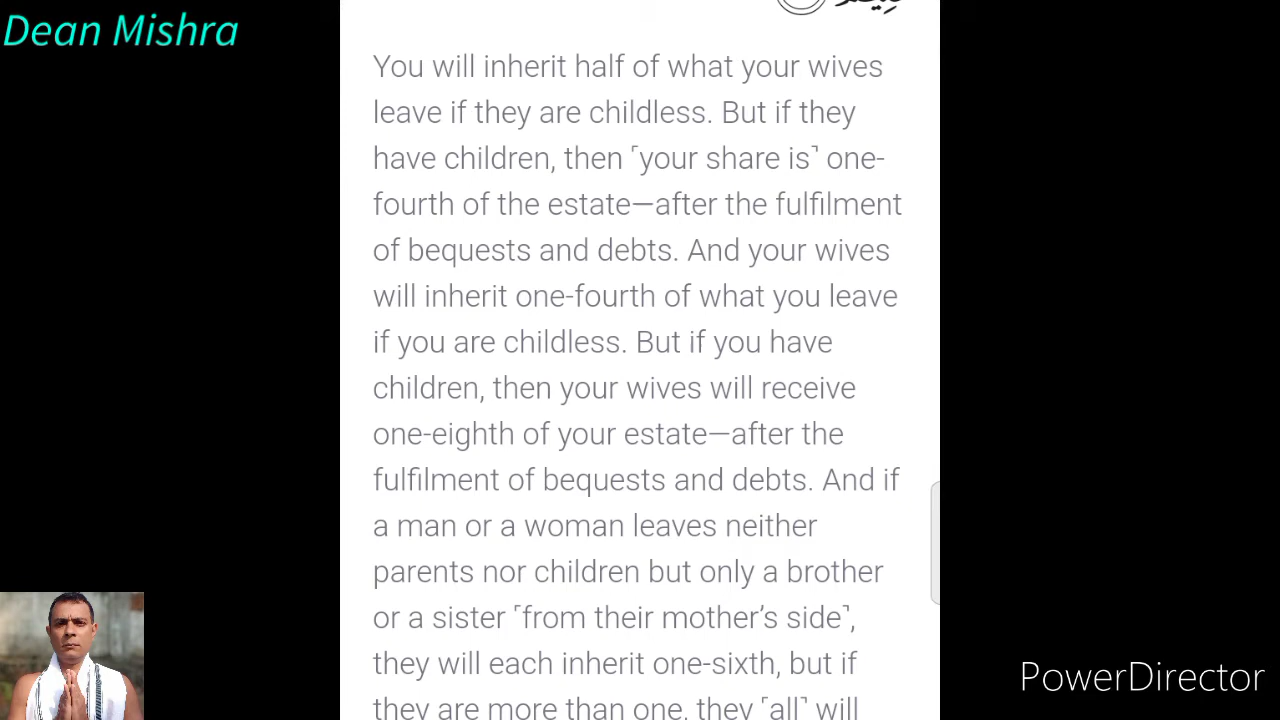 Dean Mishra
You will inherit half of what your wives
leave if they are childless. But if they
have children, then ˹your share is˺ one-
fourth of the estate—after the fulfilment
of bequests and debts. And your wives
will inherit one-fourth of what you leave
if you are childless. But if you have
children, then your wives will receive
one-eighth of your estate—after the
fulfilment of bequests and debts. And if
a man or a woman leaves neither
parents nor children but only a brother
or a sister ˹from their mother’s side˺,
they will each inherit one-sixth, but if
they are more than one, they ˹all˺ will
PowerDirector